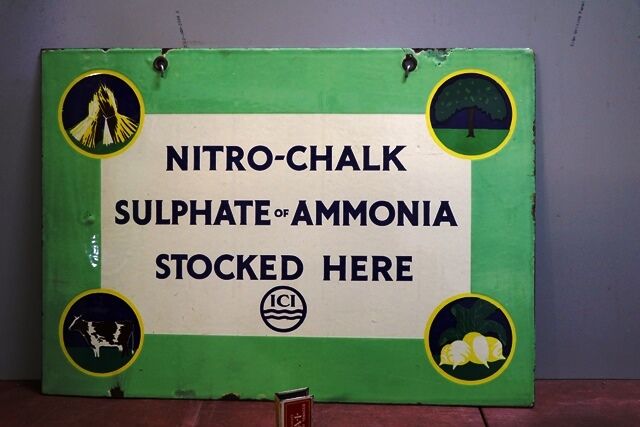 NITRO-CHALK
SULPHATE OF AMMONIA
STOCKED HERE
ICI